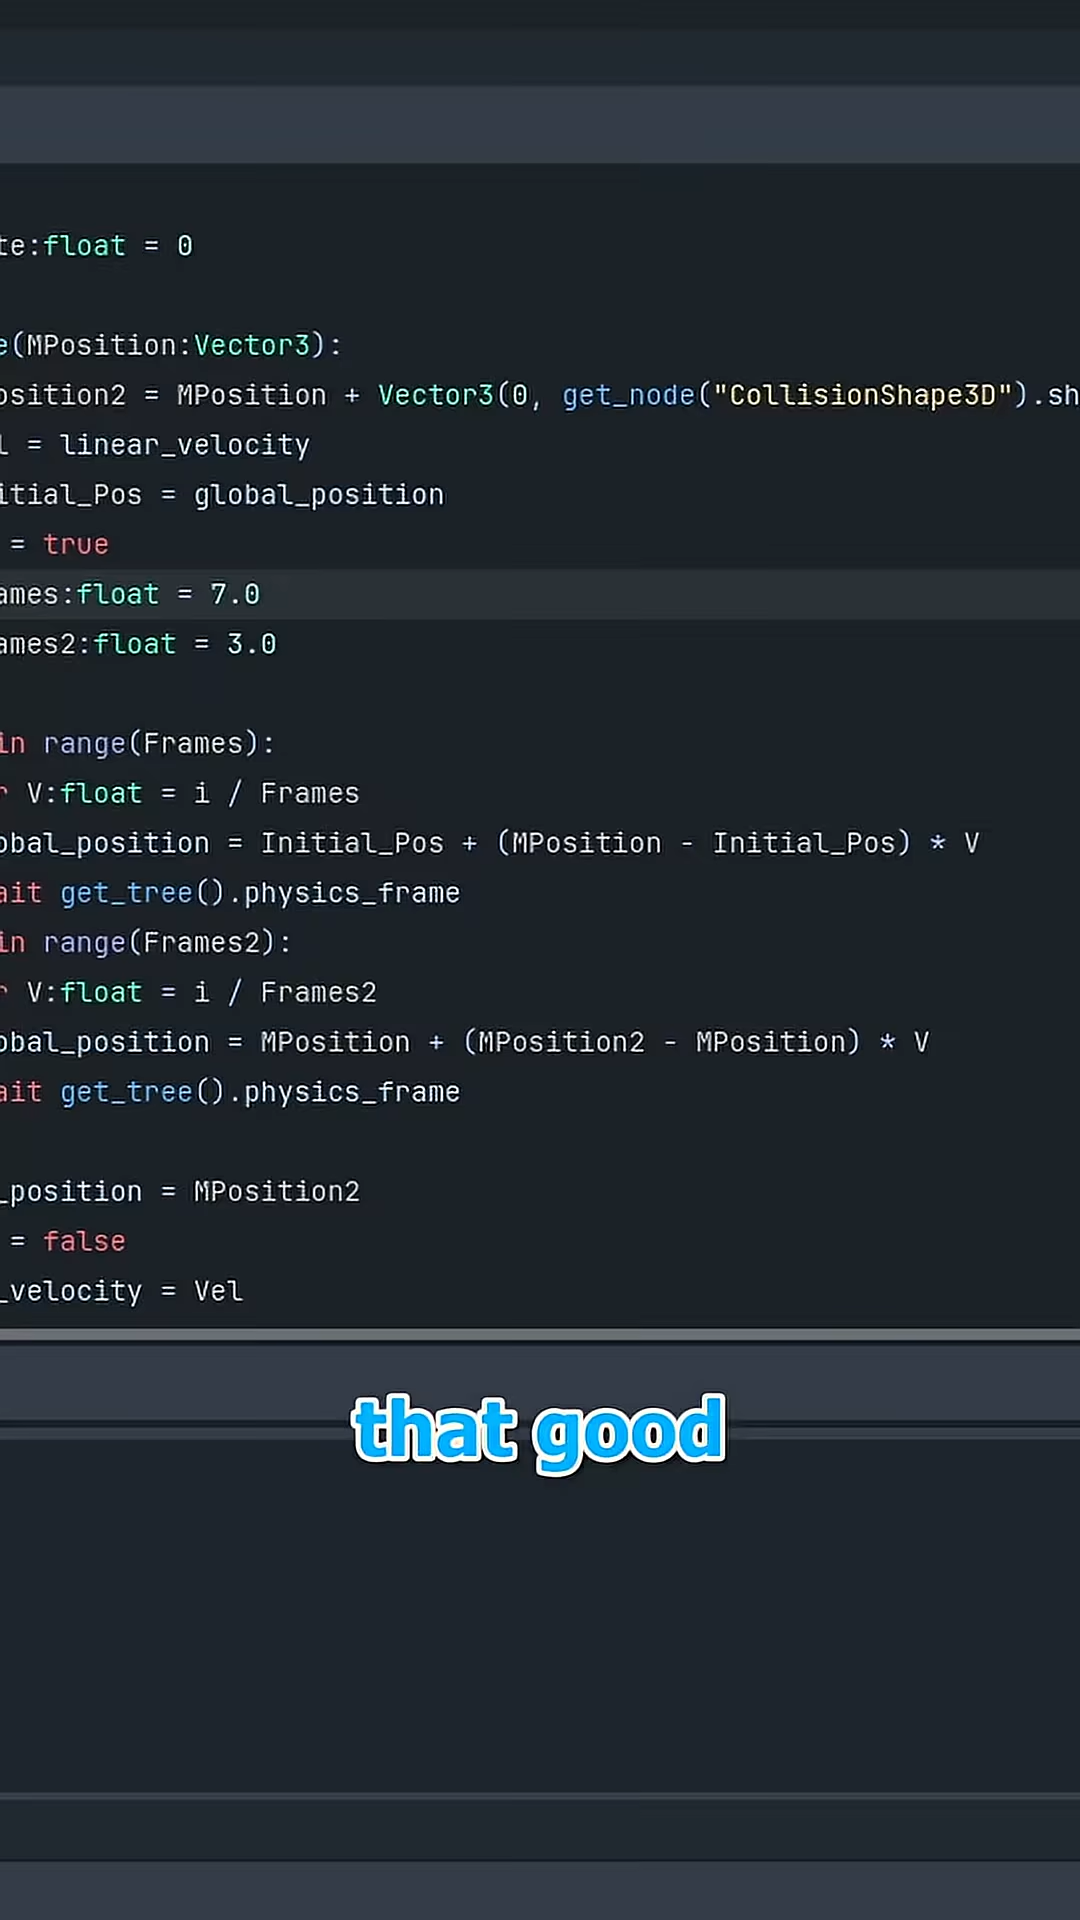 te:float = 0
e(MPosition:Vector3):
osition2 = MPosition + Vector3(0, get_node("CollisionShape3D").sh
l = linear_velocity
itial_Pos = global_position
= true
ames:float = 7.0
ames2:float = 3.0
in range(Frames):
r V:float = i / Frames
obal_position = Initial_Pos + (MPosition - Initial_Pos) * V
ait get_tree().physics_frame
in range(Frames2):
r V:float = i / Frames2
obal_position = MPosition + (MPosition2 - MPosition) * V
ait get_tree().physics_frame
_position = MPosition2
= false
_velocity = Vel
that good